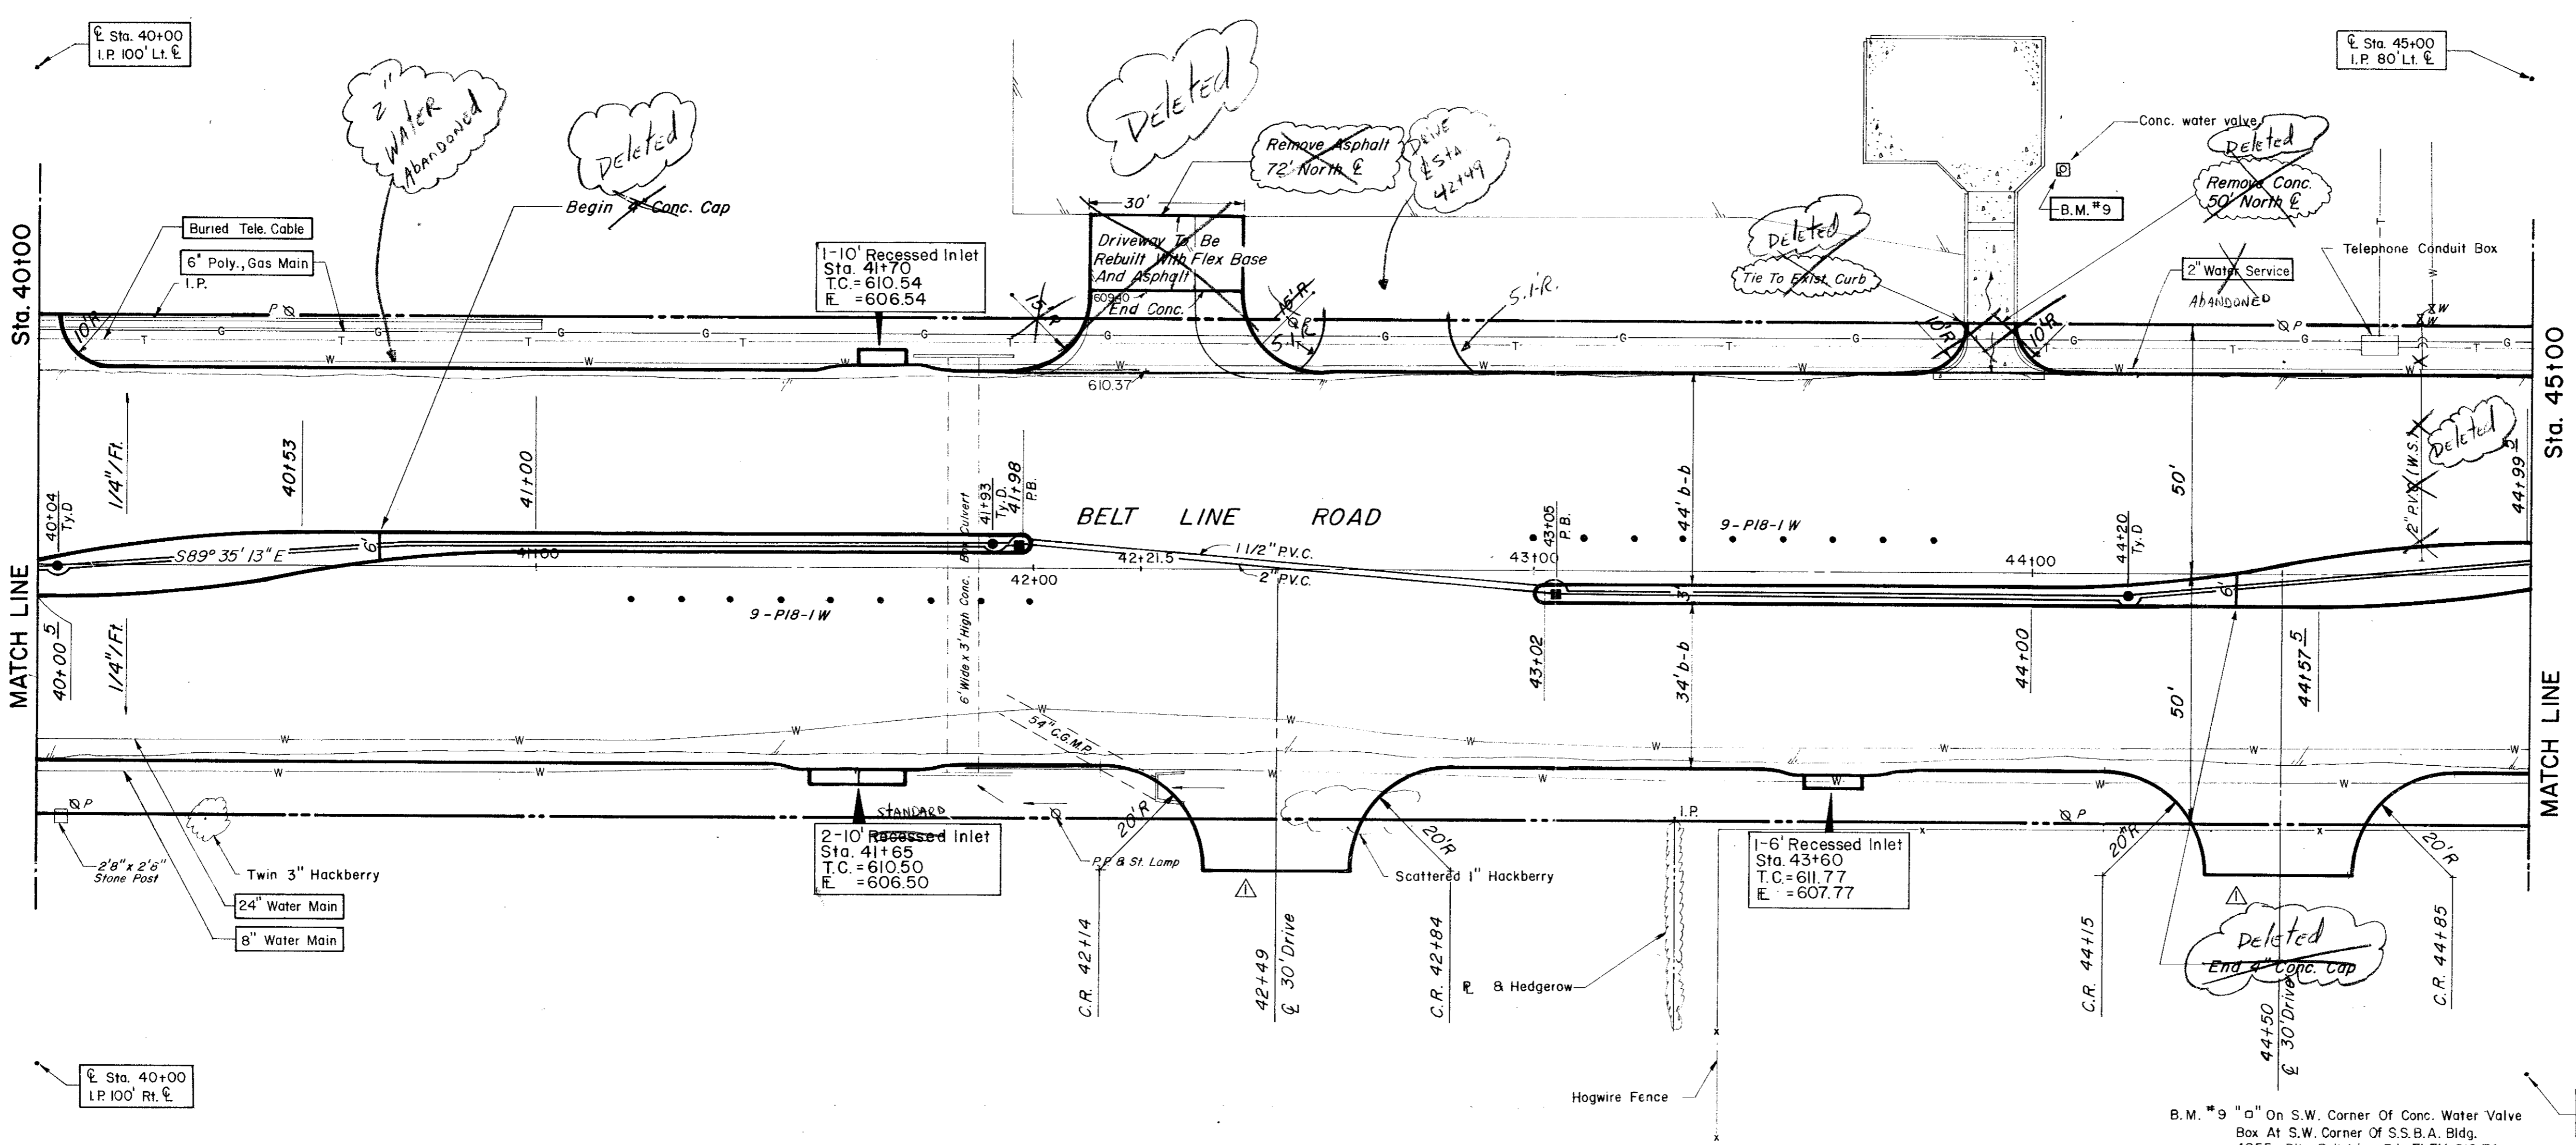 ℄ Sta. 40+00
I.P. 100' Lt. ℄
℄ Sta. 45+00
I.P. 80' Lt. ℄
2"
WATER
AbANDONED
DELETED
Begin 4" Conc. Cap
DELETED
Remove Asphalt
72' North ℄
DRIVE
℄ STA
42+49
Conc. water valve
DELETED
Remove Conc.
50' North ℄
B.M. #9
Buried Tele. Cable
6" Poly., Gas Main
I.P.
1-10' Recessed Inlet
Sta. 41+70
T.C. = 610.54
FL = 606.54
30'
Driveway To Be
Rebuilt With Flex Base
And Asphalt
609.40
End Conc.
15' R
15' R
5.1-R.
DELETED
Tie To Exist. Curb
2" Water Service
ABANDONED
Telephone Conduit Box
Sta. 40+00
Sta. 45+00
10' R
10' R
10' R
P
P
G G G G G G G G G
T T T T T T T T
W W W W W W W W
610.37
1/4"/Ft.
40+53
41+00
41+93
Ty. D
41+98
P.B.
BELT LINE ROAD
43+05
P.B.
9-P18-1W
44' b-b
50'
44+20
Ty. D
2" P.V.C. (W.S.)
DELETED
44+99 5
40+04
Ty. D
S89° 35' 13" E
6'
41+00
42+00
42+21.5
1 1/2" P.V.C.
2" P.V.C.
43+00
44+00
3'
6'
MATCH LINE
MATCH LINE
40+00 5
1/4"/Ft.
9-P18-1W
6' Wide x 3' High Conc. Box Culvert
43+02
34' b-b
44+00
50'
44+57 5
54" C.G.M.P.
W W W W W W W W W
W W W W W W
P
STANDARD
2-10' Recessed Inlet
Sta. 41+65
T.C. = 610.50
FL = 606.50
P.P. & St. Lamp
20' R
20' R
Scattered 1" Hackberry
I.P.
1-6' Recessed Inlet
Sta. 43+60
T.C. = 611.77
FL = 607.77
P
20' R
20' R
2'8" x 2'8"
Stone Post
Twin 3" Hackberry
24" Water Main
8" Water Main
1
1
C.R. 42+14
42+49
℄ 30' Drive
C.R. 42+84
PL & Hedgerow
C.R. 44+15
DELETED
End 4" Conc. Cap
44+50
℄ 30' Drive
C.R. 44+85
℄ Sta. 40+00
I.P. 100' Rt. ℄
Hogwire Fence
B.M. #9 "□" On S.W. Corner Of Conc. Water Valve
Box At S.W. Corner Of S.S.B.A. Bldg.